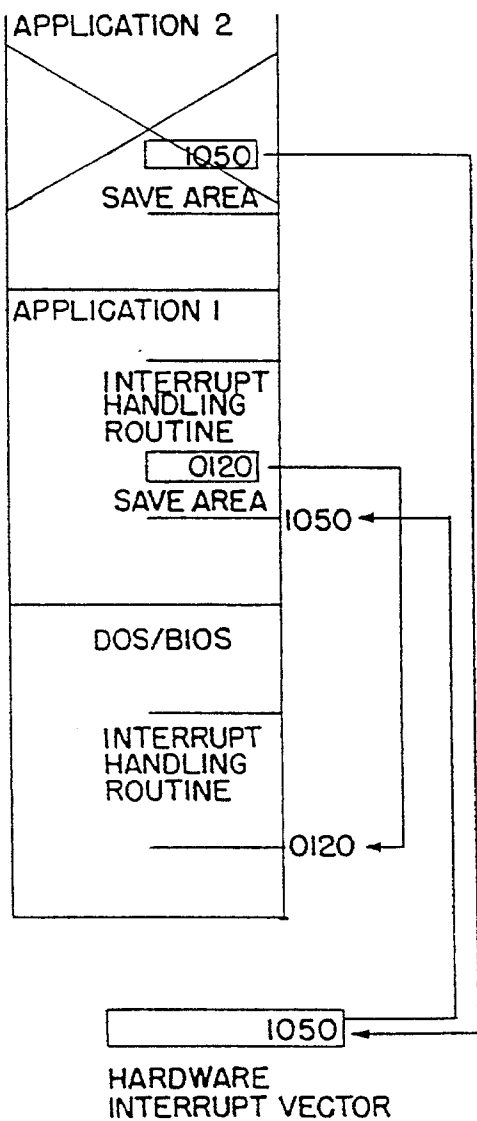 APPLICATION 2
1050
SAVE AREA
APPLICATION 1
INTERRUPT
HANDLING
ROUTINE
0120
SAVE AREA
1050
DOS/BIOS
INTERRUPT
HANDLING
ROUTINE
0120
1050
HARDWARE
INTERRUPT VECTOR